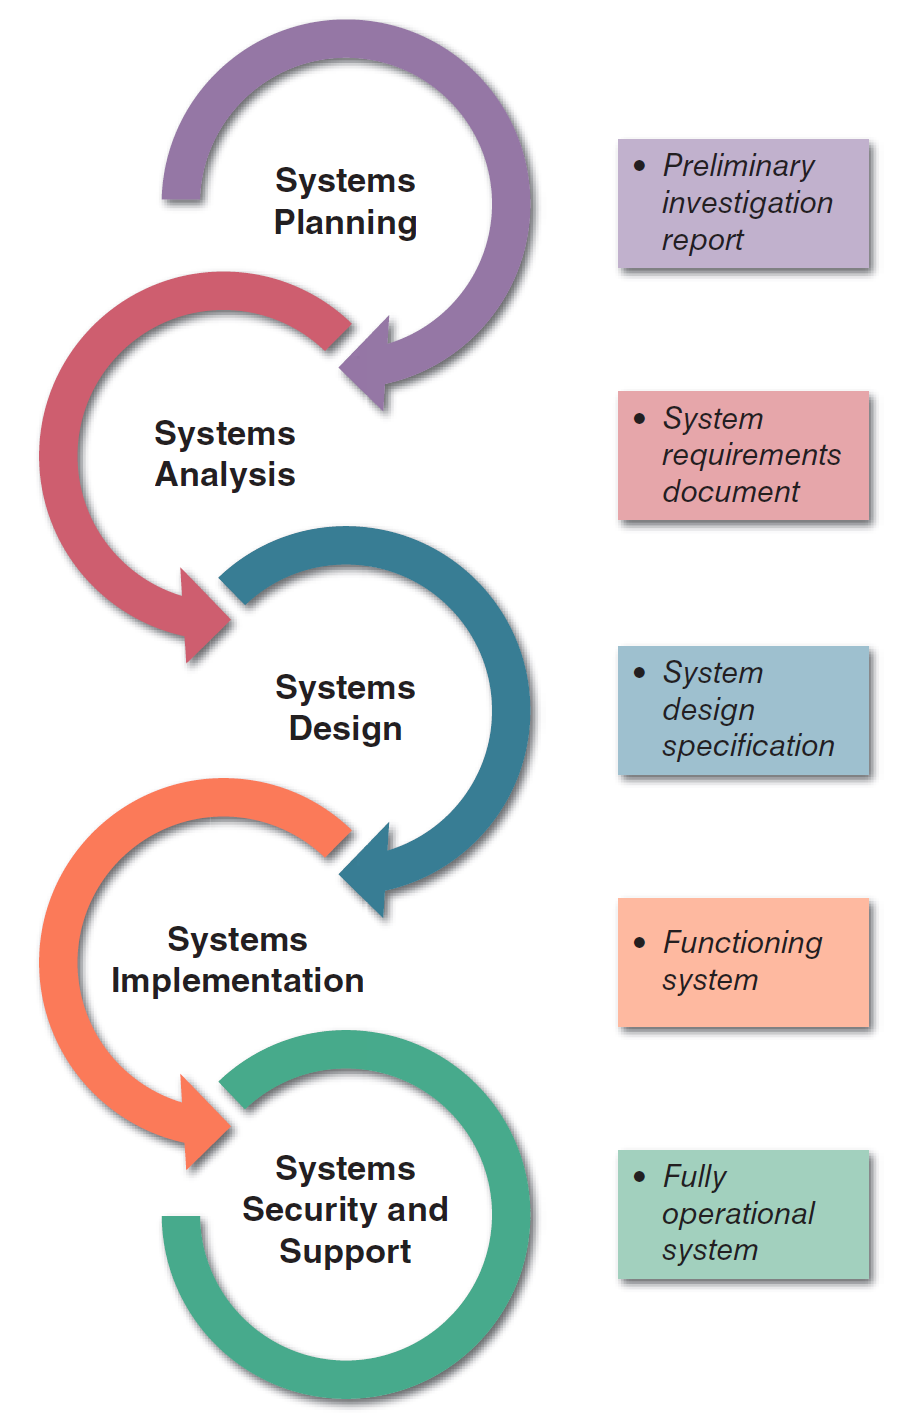 Systems
Planning
• Preliminary
investigation
report
Systems
Analysis
• System
requirements
document
Systems
Design
• System
design
specification
Systems
Implementation
• Functioning
system
Systems
Security and
Support
• Fully
operational
system